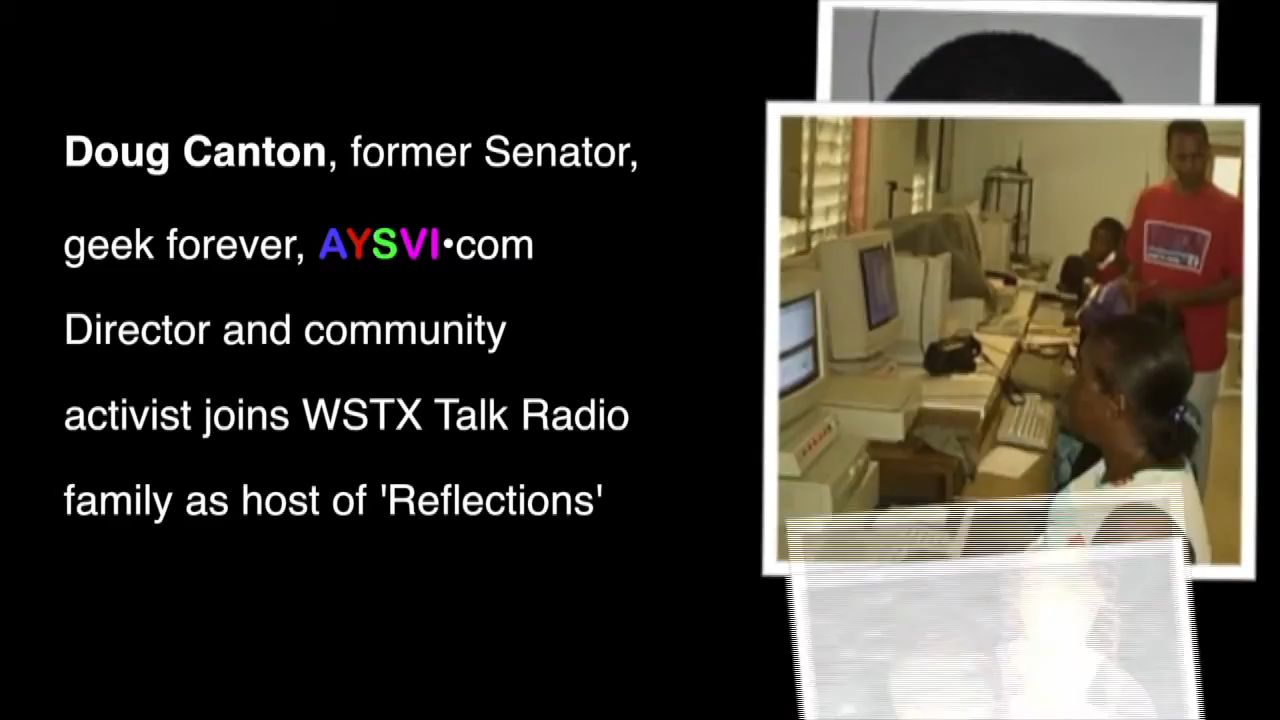 Doug Canton, former Senator,
geek forever, AYSVI•com
Director and community
activist joins WSTX Talk Radio
family as host of 'Reflections'